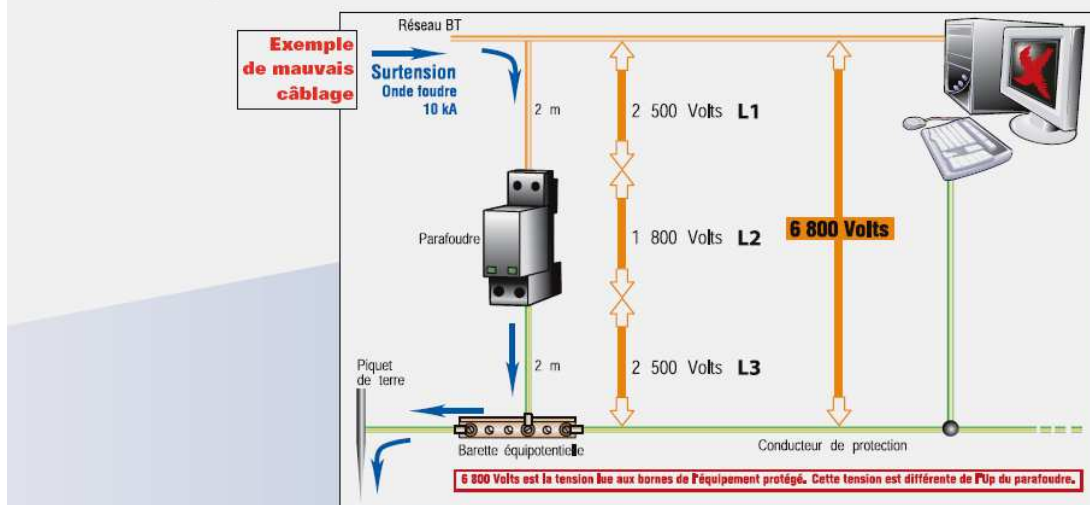 Réseau BT
Exemple
de mauvais
câblage
Surtension
Onde foudre
10 kA
2 m
2 500 Volts L1
Parafoudre
1 800 Volts L2
6 800 Volts
2 m
2 500 Volts L3
Piquet
de terre
Barette équipotentielle
Conducteur de protection
6 800 Volts est la tension lue aux bornes de l'équipement protégé. Cette tension est différente de l'Up du parafoudre.